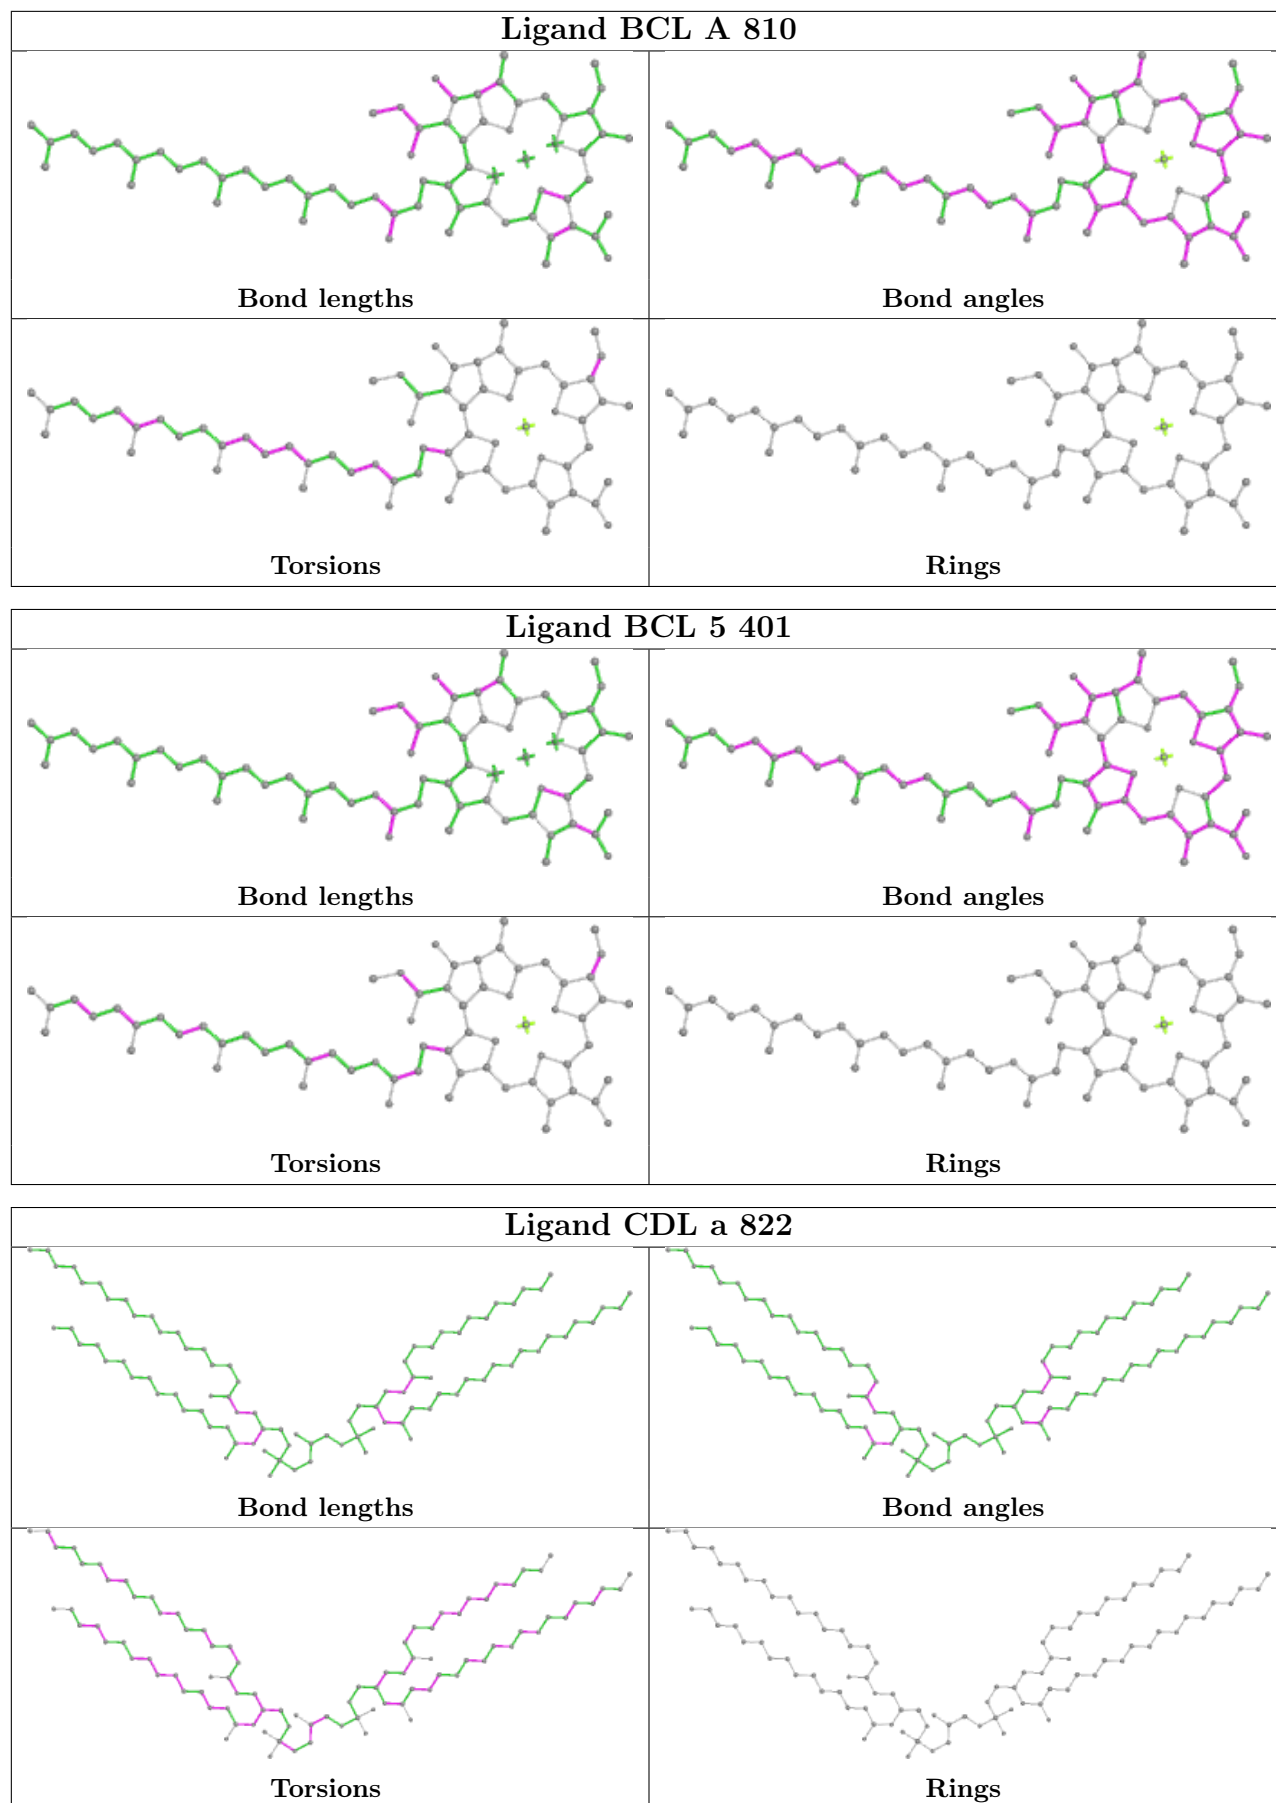 Ligand BCL A 810
Bond lengths
Bond angles
Torsions
Rings
Ligand BCL 5 401
Bond lengths
Bond angles
Torsions
Rings
Ligand CDL a 822
Bond lengths
Bond angles
Torsions
Rings